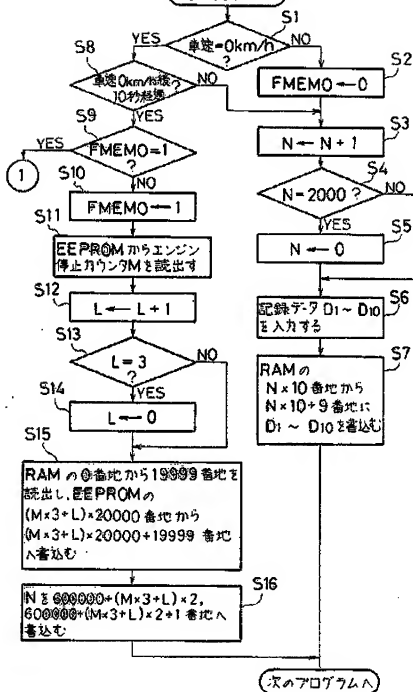 S1
車速=0km/h
?
YES
NO
S2
FMEMO←0
S8
車速0km/h後
10秒経過?
NO
YES
S3
N←N+1
S9
FMEMO=1
?
YES
1
NO
S4
N=2000?
NO
YES
S10
FMEMO←1
S5
N←0
S11
EEPROMからエンジン
停止カウンタMを読出す
S6
記録データD1~D10
を入力する
S12
L←L+1
S7
RAMの
N×10番地から
N×10+9番地に
D1~D10を書込む
S13
L=3
?
NO
YES
S14
L←0
S15
RAMの0番地から19999番地を
読出し、EEPROMの
(M×3+L)×20000番地から
(M×3+L)×20000+19999番地
へ書込む
S16
Nを600000+(M×3+L)×2,
600000+(M×3+L)×2+1番地へ
書込む
次のプログラムへ